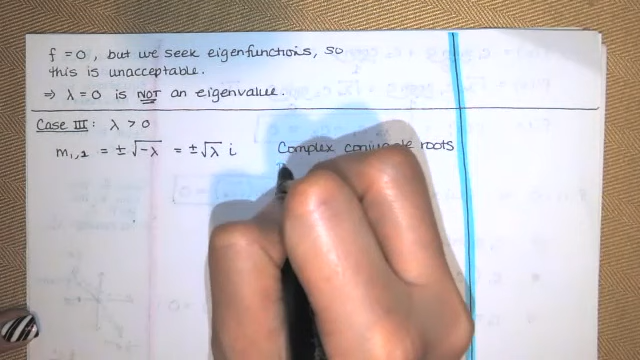 f = 0, but we seek eigenfunctions, so
this is unacceptable.
⇒ λ = 0 is NOT an eigenvalue.
Case III: λ > 0
m₁,₂ = ±√-λ = ±√λ i Complex conjugate roots